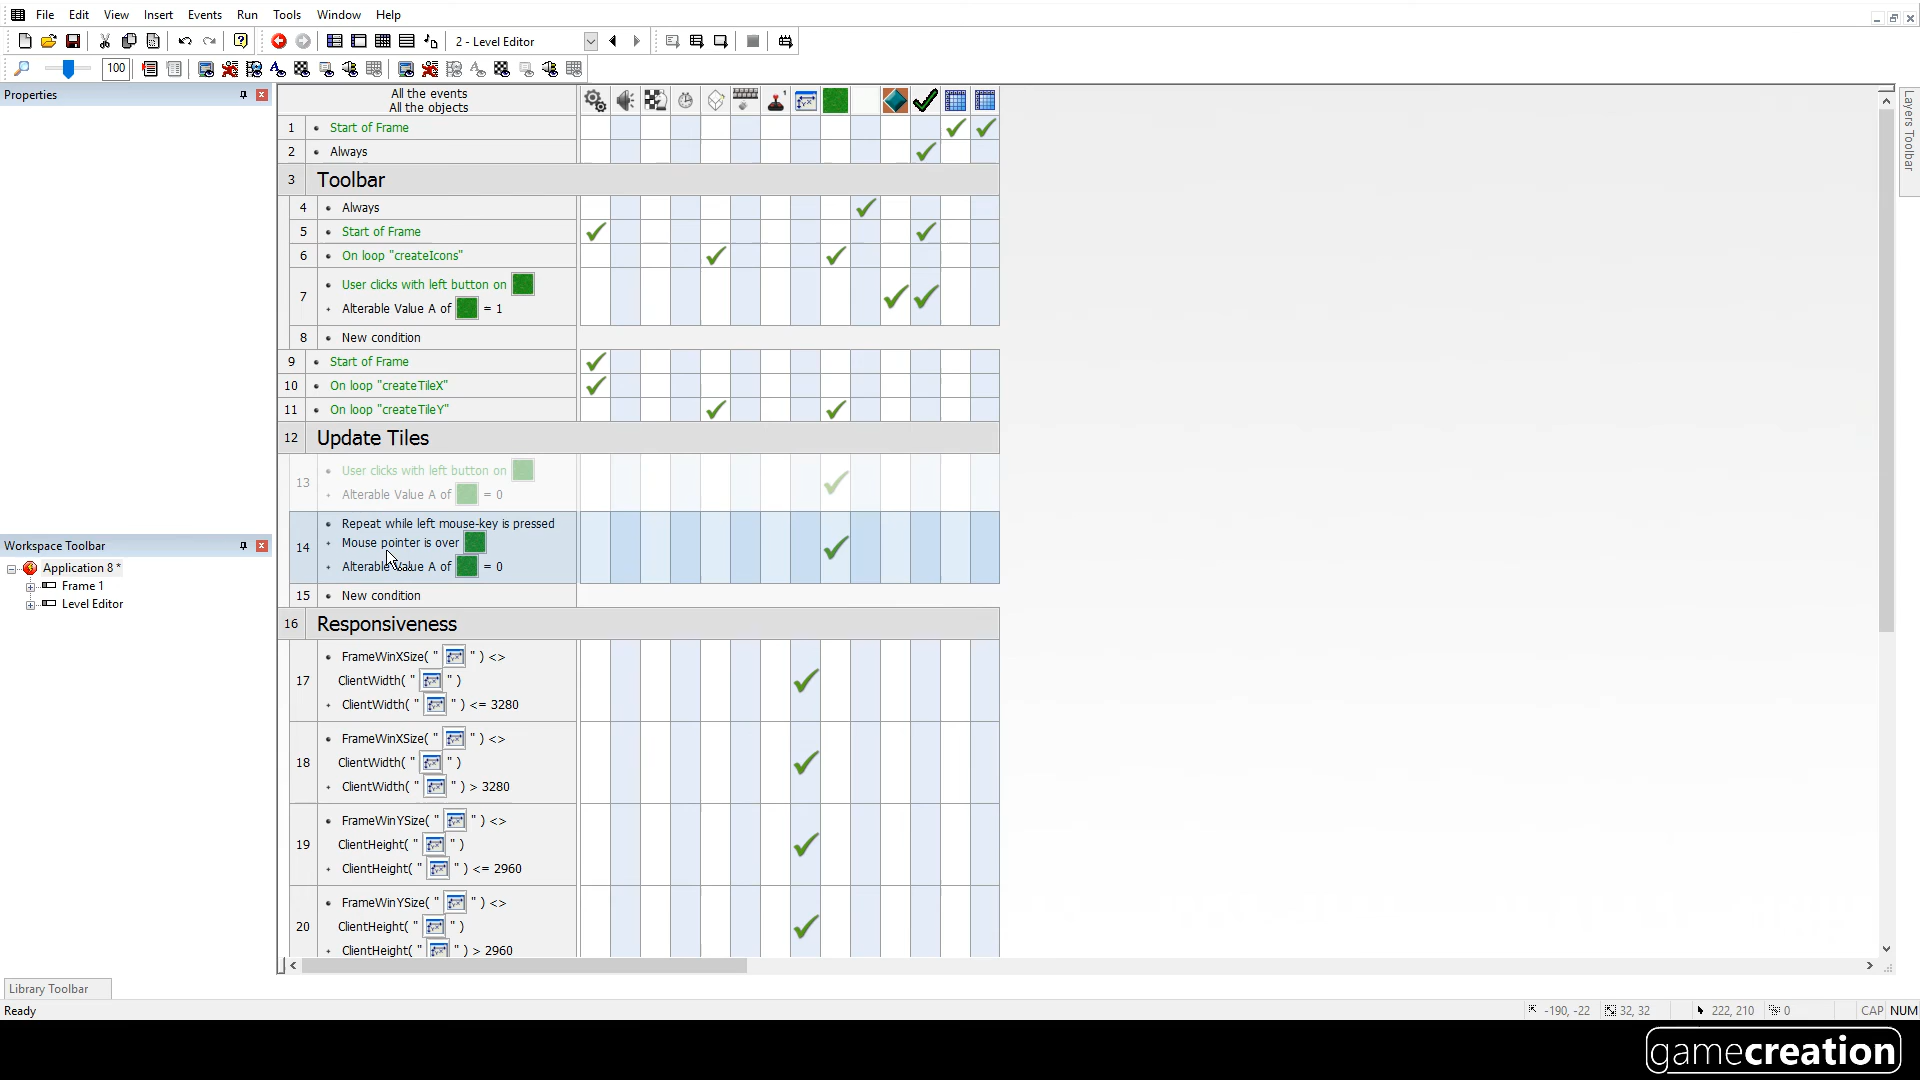 File Edit View Insert Events Run Tools Window Help
2 - Level Editor
100
Properties
All the events
All the objects
1 Start of Frame
2 Always
3 Toolbar
4 Always
5 Start of Frame
6 On loop "createIcons"
7 User clicks with left button on
Alterable Value A of = 1
8 New condition
9 Start of Frame
10 On loop "createTileX"
11 On loop "createTileY"
12 Update Tiles
13 User clicks with left button on
Alterable Value A of = 0
14 Repeat while left mouse-key is pressed
Mouse pointer is over
Alterable Value A of = 0
15 New condition
16 Responsiveness
17 FrameWinXSize( " " ) <>
ClientWidth( " " )
ClientWidth( " " ) <= 3280
18 FrameWinXSize( " " ) <>
ClientWidth( " " )
ClientWidth( " " ) > 3280
19 FrameWinYSize( " " ) <>
ClientHeight( " " )
ClientHeight( " " ) <= 2960
20 FrameWinYSize( " " ) <>
ClientHeight( " " )
ClientHeight( " " ) > 2960
Layers Toolbar
Workspace Toolbar
Application 8 *
Frame 1
Level Editor
Library Toolbar
Ready
-190, -22 32, 32 222, 210 0 CAP NUM
gamecreation